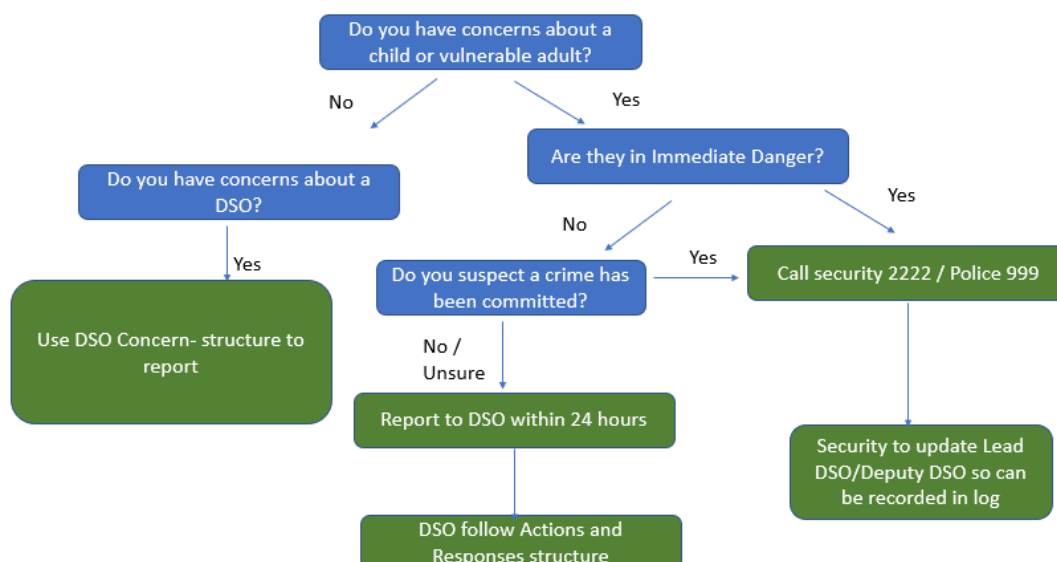 Do you have concerns about a
child or vulnerable adult?
No
Yes
Are they in Immediate Danger?
Do you have concerns about a
DSO?
Yes
No
Yes
Do you suspect a crime has
been committed?
Yes
Call security 2222 / Police 999
Use DSO Concern- structure to
report
No /
Unsure
Report to DSO within 24 hours
Security to update Lead
DSO/Deputy DSO so can
be recorded in log
DSO follow Actions and
Responses structure